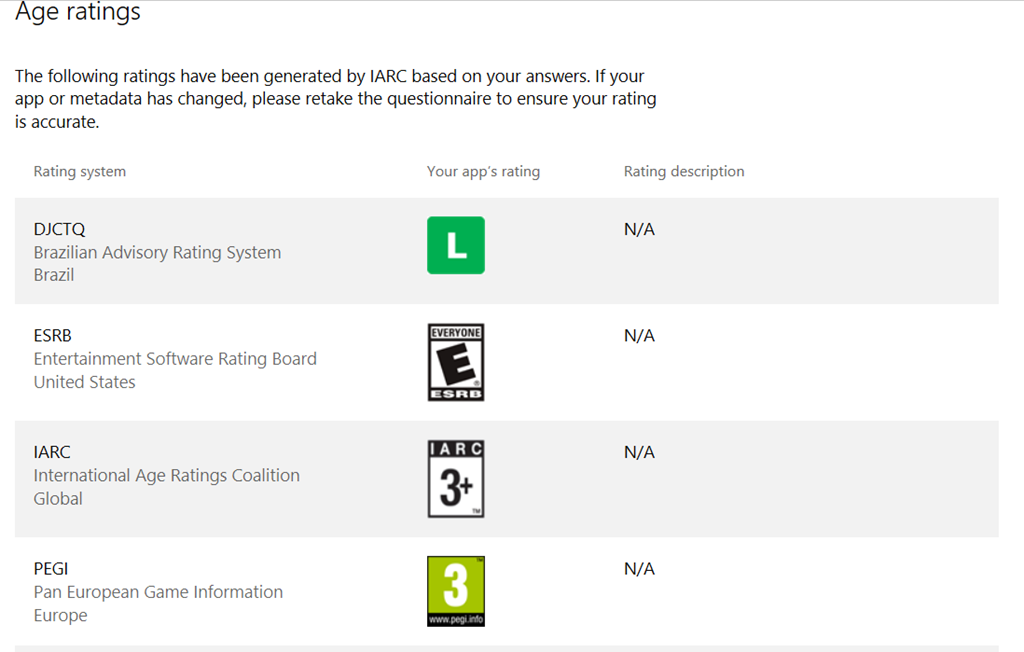 Age ratings
The following ratings have been generated by IARC based on your answers. If your
app or metadata has changed, please retake the questionnaire to ensure your rating
is accurate.
Rating system Your app's rating Rating description
DJCTQ
Brazilian Advisory Rating System
Brazil
L
N/A
ESRB
Entertainment Software Rating Board
United States
EVERYONE
E
®
ESRB
N/A
IARC
International Age Ratings Coalition
Global
IARC
3+
TM
N/A
PEGI
Pan European Game Information
Europe
3
www.pegi.info
N/A